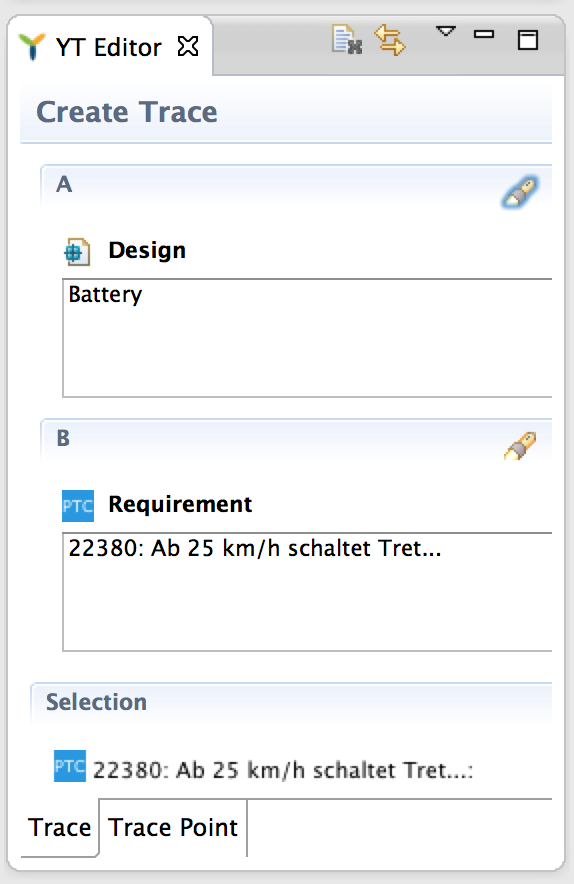 YT Editor
Create Trace
A
Design
Battery
B
PTC Requirement
22380: Ab 25 km/h schaltet Tret...
Selection
PTC 22380: Ab 25 km/h schaltet Tret...:
Trace Trace Point